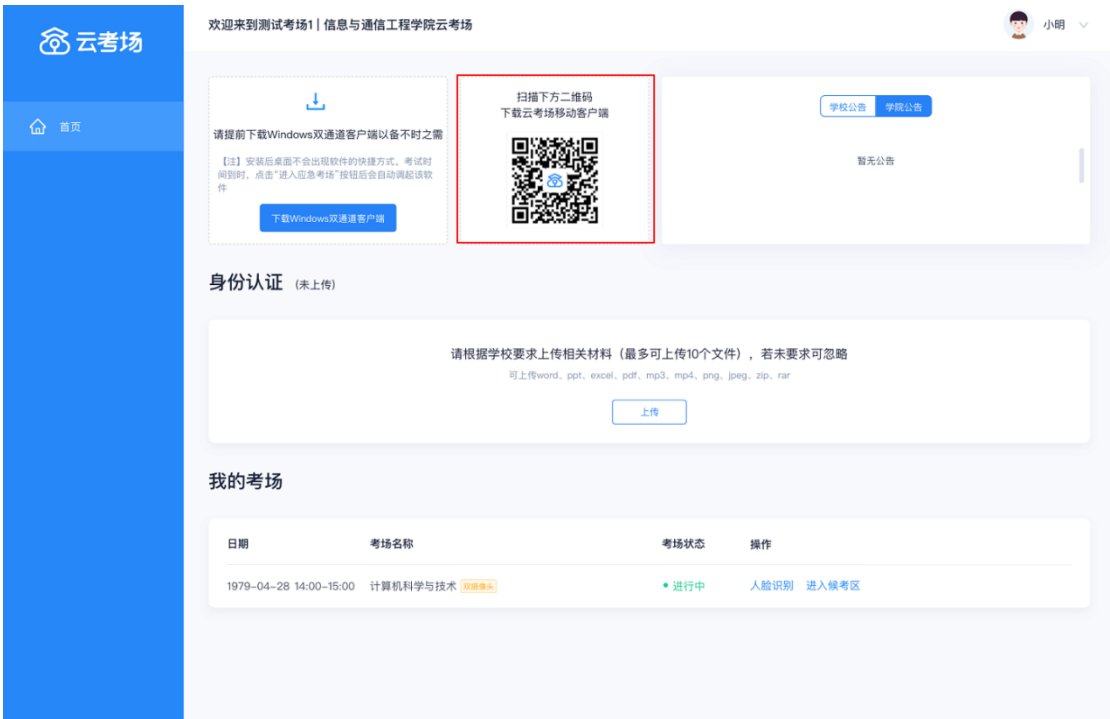 云考场
欢迎来到测试考场1 | 信息与通信工程学院云考场
小明
首页
请提前下载Windows双通道客户端以备不时之需
【注】安装后桌面不会出现软件的快捷方式，考试时
间到时，点击“进入应急考场”按钮后会自动调起该软
件
下载Windows双通道客户端
扫描下方二维码
下载云考场移动客户端
学校公告 学院公告
暂无公告
身份认证 (未上传)
请根据学校要求上传相关材料（最多可上传10个文件），若未要求可忽略
可上传word、ppt、excel、pdf、mp3、mp4、png、jpeg、zip、rar
上传
我的考场
日期 考场名称 考场状态 操作
1979-04-28 14:00-15:00 计算机科学与技术 双摄像头 进行中 人脸识别 进入候考区